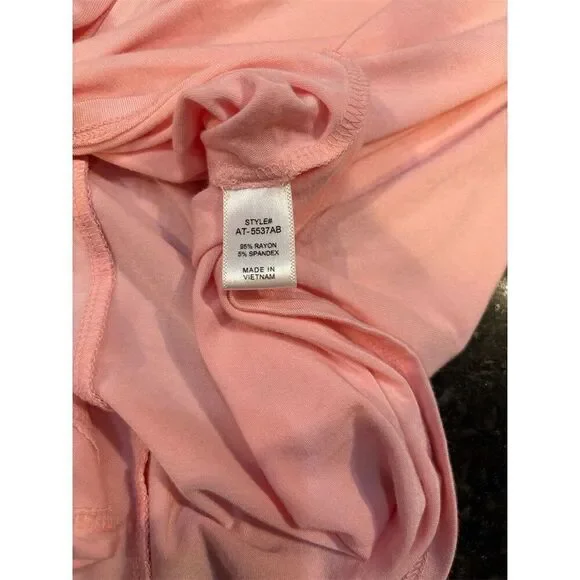 STYLE#
AT-5537AB
95% RAYON
5% SPANDEX
MADE IN
VIETNAM